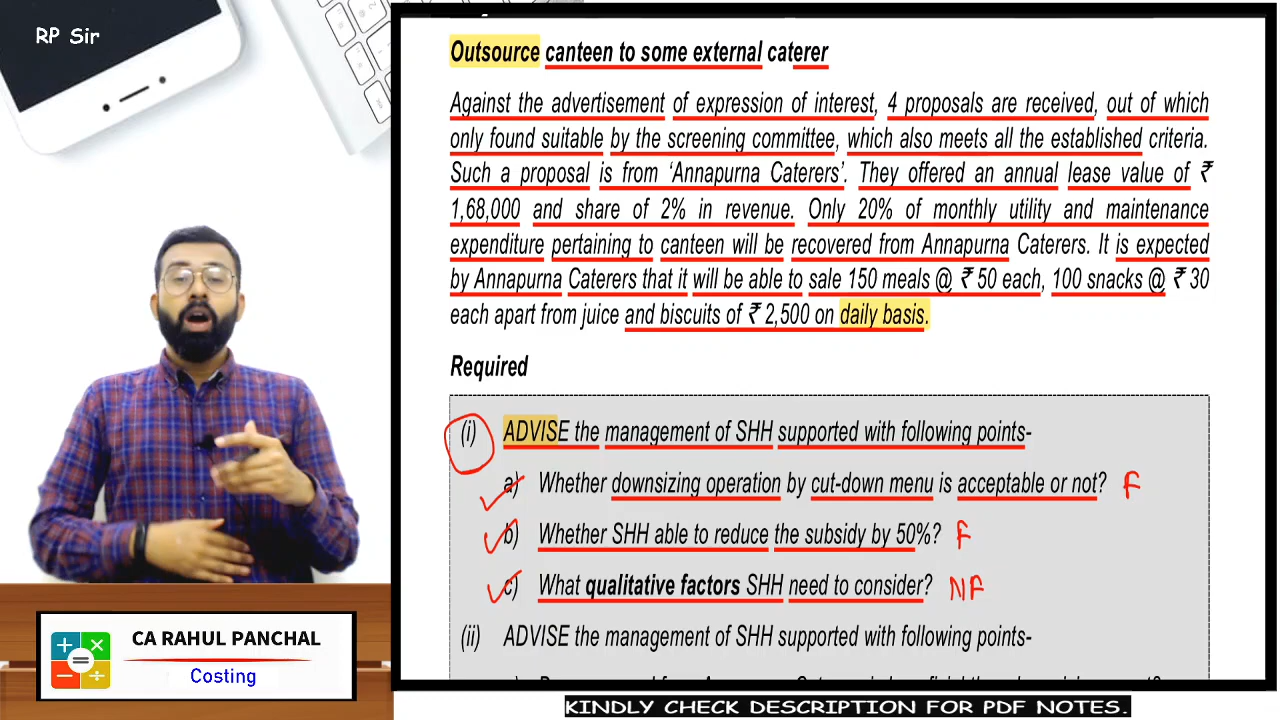 RP Sir
Outsource canteen to some external caterer
Against the advertisement of expression of interest, 4 proposals are received, out of which
only found suitable by the screening committee, which also meets all the established criteria.
Such a proposal is from ‘Annapurna Caterers’. They offered an annual lease value of ₹
1,68,000 and share of 2% in revenue. Only 20% of monthly utility and maintenance
expenditure pertaining to canteen will be recovered from Annapurna Caterers. It is expected
by Annapurna Caterers that it will be able to sale 150 meals @ ₹ 50 each, 100 snacks @ ₹ 30
each apart from juice and biscuits of ₹ 2,500 on daily basis.
Required
(i) ADVISE the management of SHH supported with following points-
a) Whether downsizing operation by cut-down menu is acceptable or not? F
b) Whether SHH able to reduce the subsidy by 50%? F
c) What qualitative factors SHH need to consider? NF
(ii) ADVISE the management of SHH supported with following points-
CA RAHUL PANCHAL
Costing
KINDLY CHECK DESCRIPTION FOR PDF NOTES.